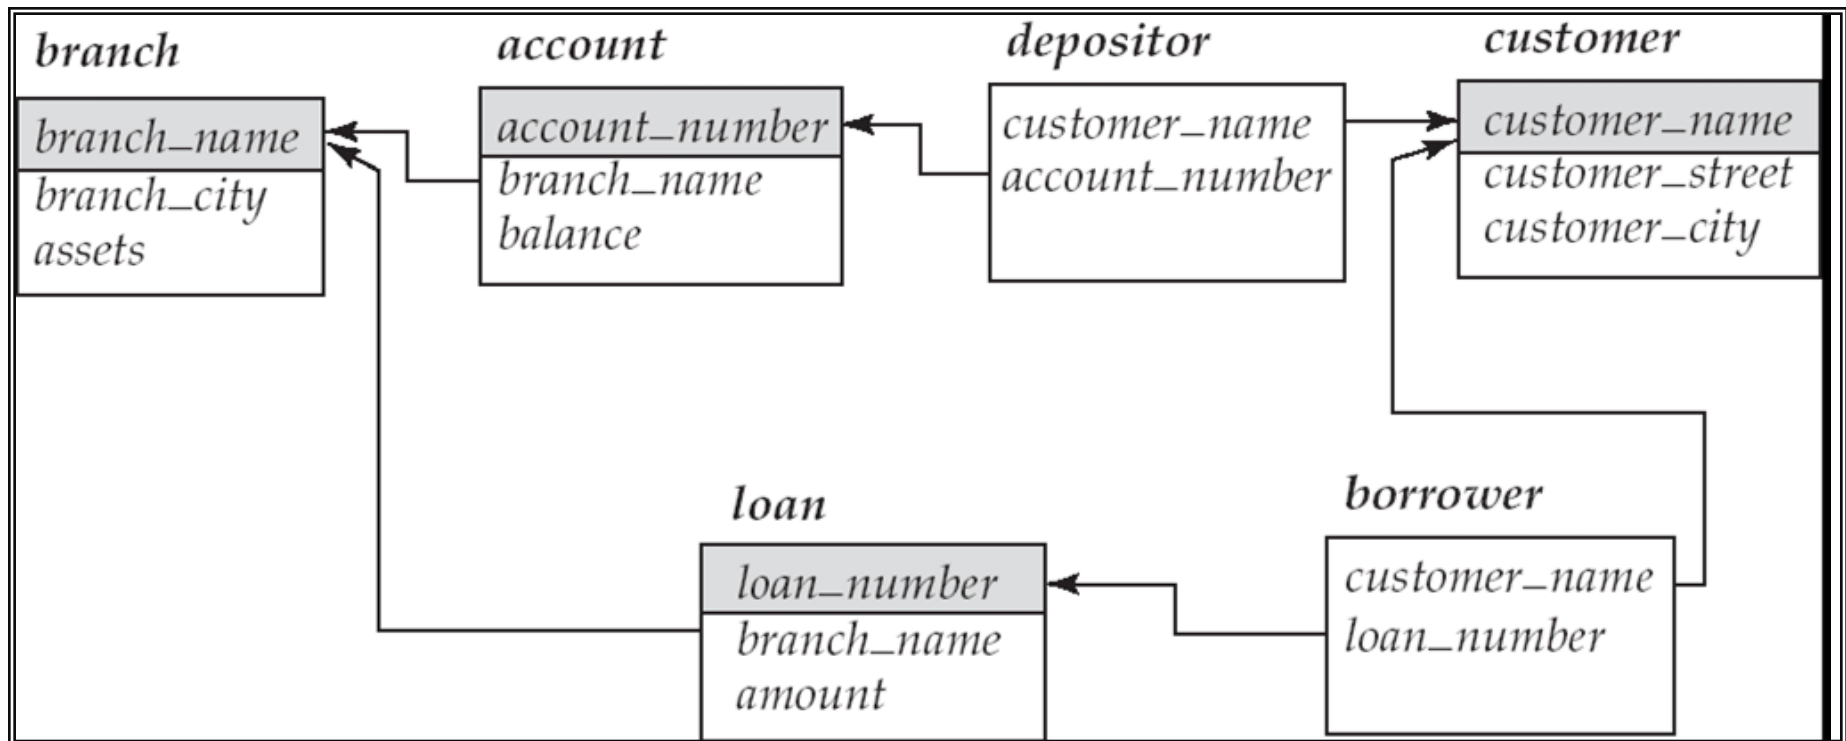 branch
branch_name
branch_city
assets
account
account_number
branch_name
balance
depositor
customer_name
account_number
customer
customer_name
customer_street
customer_city
loan
loan_number
branch_name
amount
borrower
customer_name
loan_number